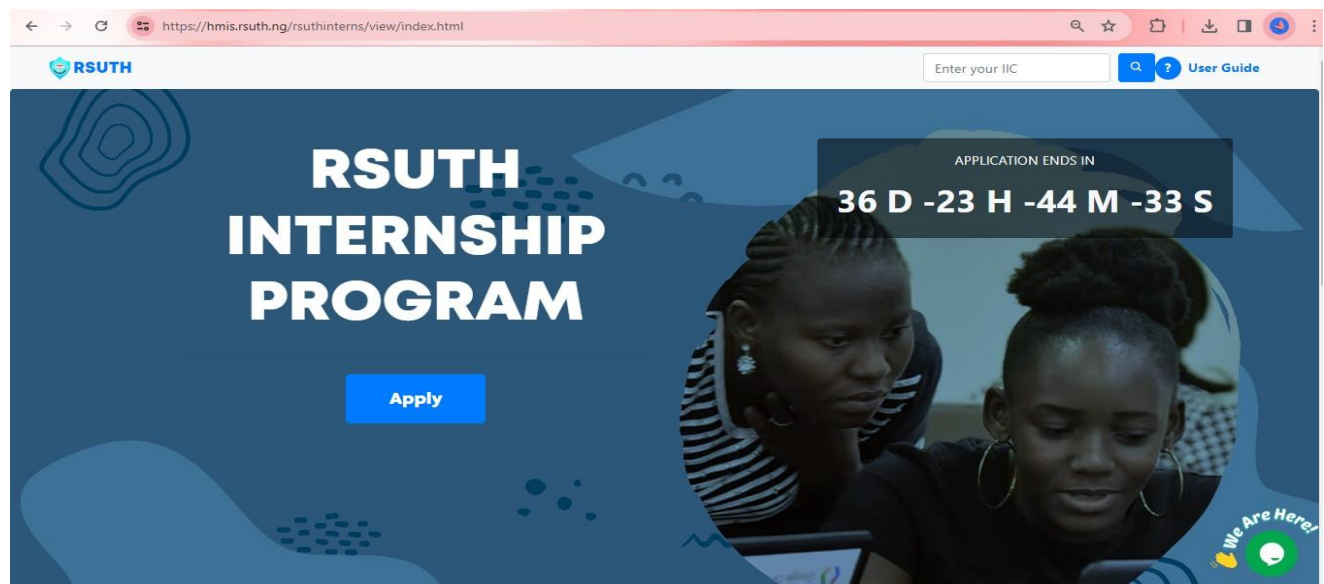 https://hmis.rsuth.ng/rsuthinterns/view/index.html
RSUTH
Enter your IIC
? User Guide
RSUTH
INTERNSHIP
PROGRAM
Apply
APPLICATION ENDS IN
36 D -23 H -44 M -33 S
We Are Here!